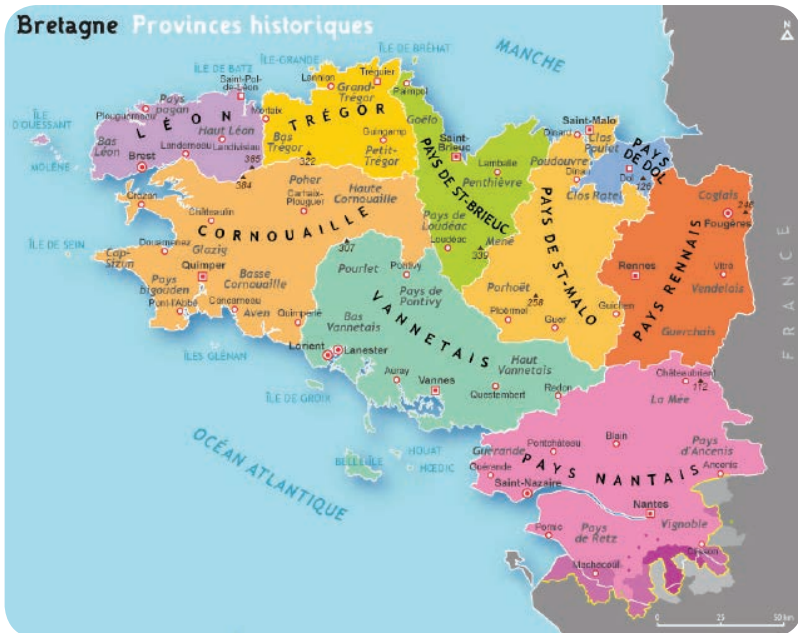 Bretagne Provinces historiques
N
MANCHE
ÎLE DE BRÉHAT
ÎLE-GRANDE
ÎLE DE BATZ
Saint-Pol-
de-Léon
Lannion
Tréguier
Grand-
Trégor
Paimpol
Pays
pagan
Plouguerneau
ÎLE
D'OUESSANT
MOLÈNE
LÉON
Bas
Léon
Haut Léon
Landerneau
Landivisiau
Brest
Morlaix
TRÉGOR
Bas
Trégor
Guingamp
Petit-
Trégor
385
384
322
Goëlo
Saint-
Brieuc
PAYS DE ST-BRIEUC
Lamballe
Penthièvre
Saint-Malo
Dinard
Clos
Poulet
Poudouvre
PAYS
DE DOL
Dinan
Dol
126
Clos Ratel
Coglais
246
Fougères
Crozon
Poher
Carhaix-
Plouguer
Haute
Cornouaille
Châteaulin
CORNOUAILLE
307
Pays de
Loudéac
Loudéac
Mené
339
PAYS DE ST-MALO
PAYS RENNAIS
Rennes
Vitré
Vendelais
FRANCE
ÎLE DE SEIN
Cap-
Sizun
Douarnenez
Glazig
Quimper
Basse
Cornouaille
Pays
bigouden
Pont-l'Abbé
Concarneau
Aven
Quimperlé
Pourlet
Pontivy
Pays de
Pontivy
Porhoët
258
Ploërmel
Guer
Guichen
Guerchais
ÎLES GLÉNAN
Bas
Vannetais
VANNETAIS
Lorient
Lanester
Haut
Vannetais
Auray
Vannes
Questembert
Redon
ÎLE DE GROIX
Châteaubriant
112
La Mée
BELLE-ÎLE
HOUAT
HŒDIC
OCÉAN ATLANTIQUE
Guérande
Guérande
Pontchâteau
Blain
Pays
d'Ancenis
Ancenis
PAYS NANTAIS
Saint-Nazaire
Nantes
Pornic
Pays
de Retz
Vignoble
Clisson
Machecoul
0 25 50 km